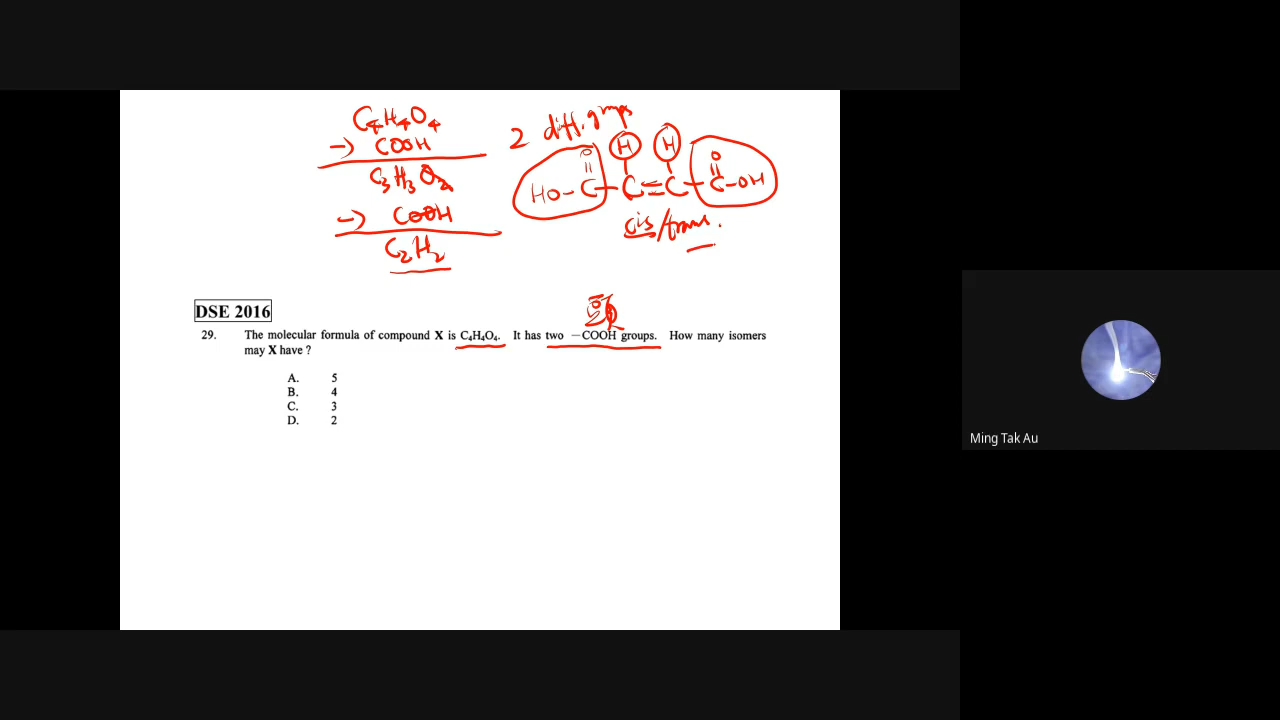 C₄H₄O₄
-) COOH
C₃H₃O₂
-) COOH
C₂H₂
2 diff. groups
O H H O
HO-C-C=C-C-OH
cis/trans.
頭
DSE 2016
29. The molecular formula of compound X is C₄H₄O₄. It has two −COOH groups. How many isomers
may X have ?
A. 5
B. 4
C. 3
D. 2
Ming Tak Au